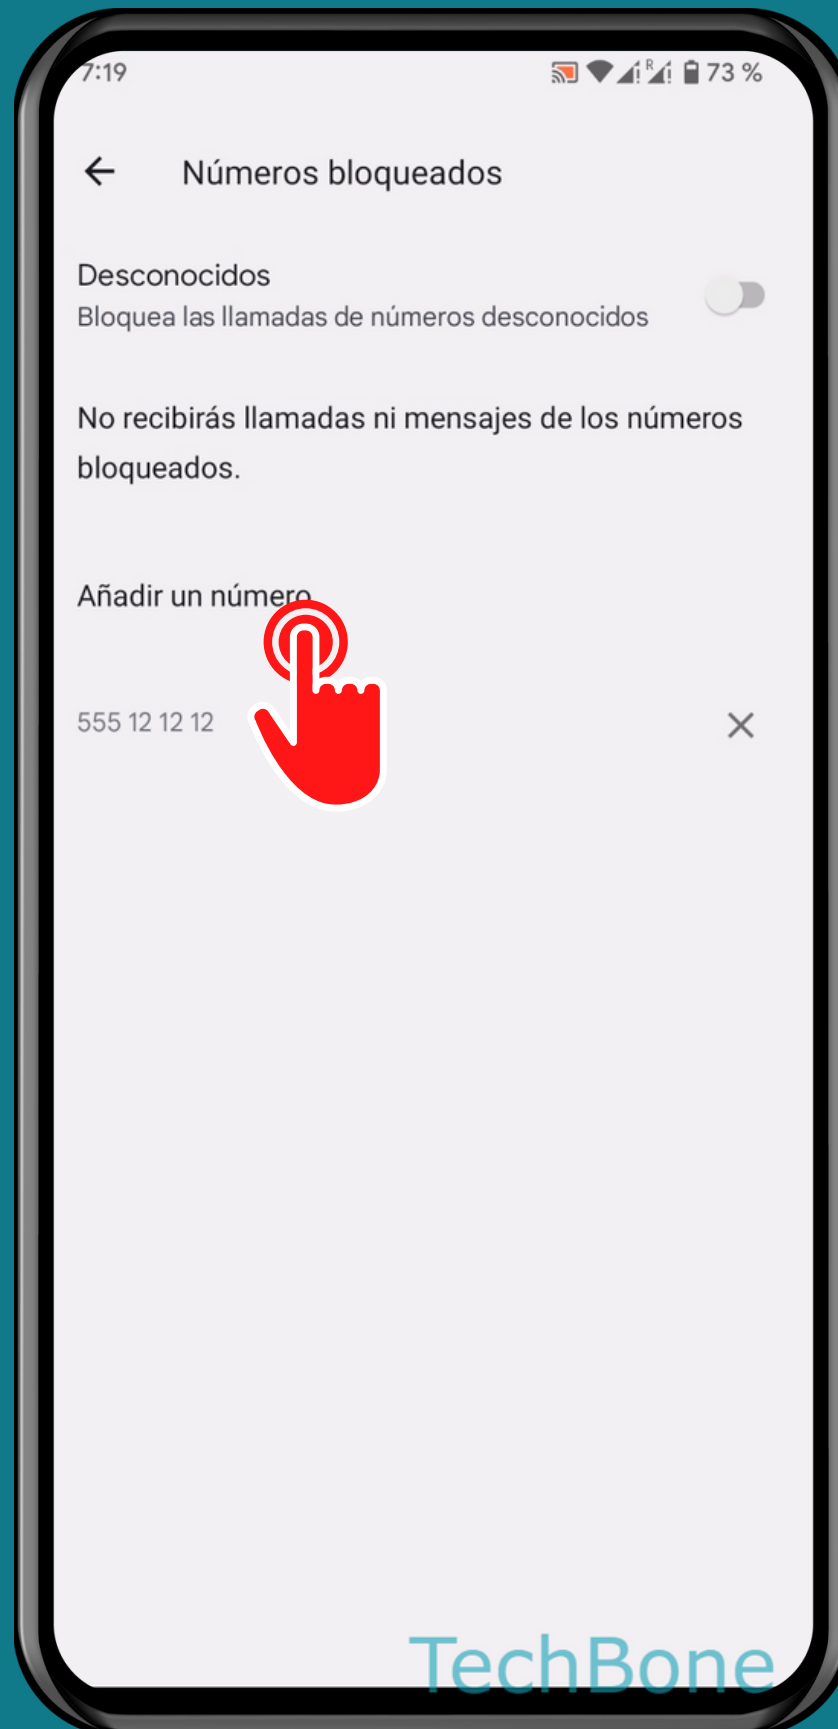 7:19
R
73 %
Números bloqueados
Desconocidos
Bloquea las llamadas de números desconocidos
No recibirás llamadas ni mensajes de los números
bloqueados.
Añadir un número
555 12 12 12
TechBone